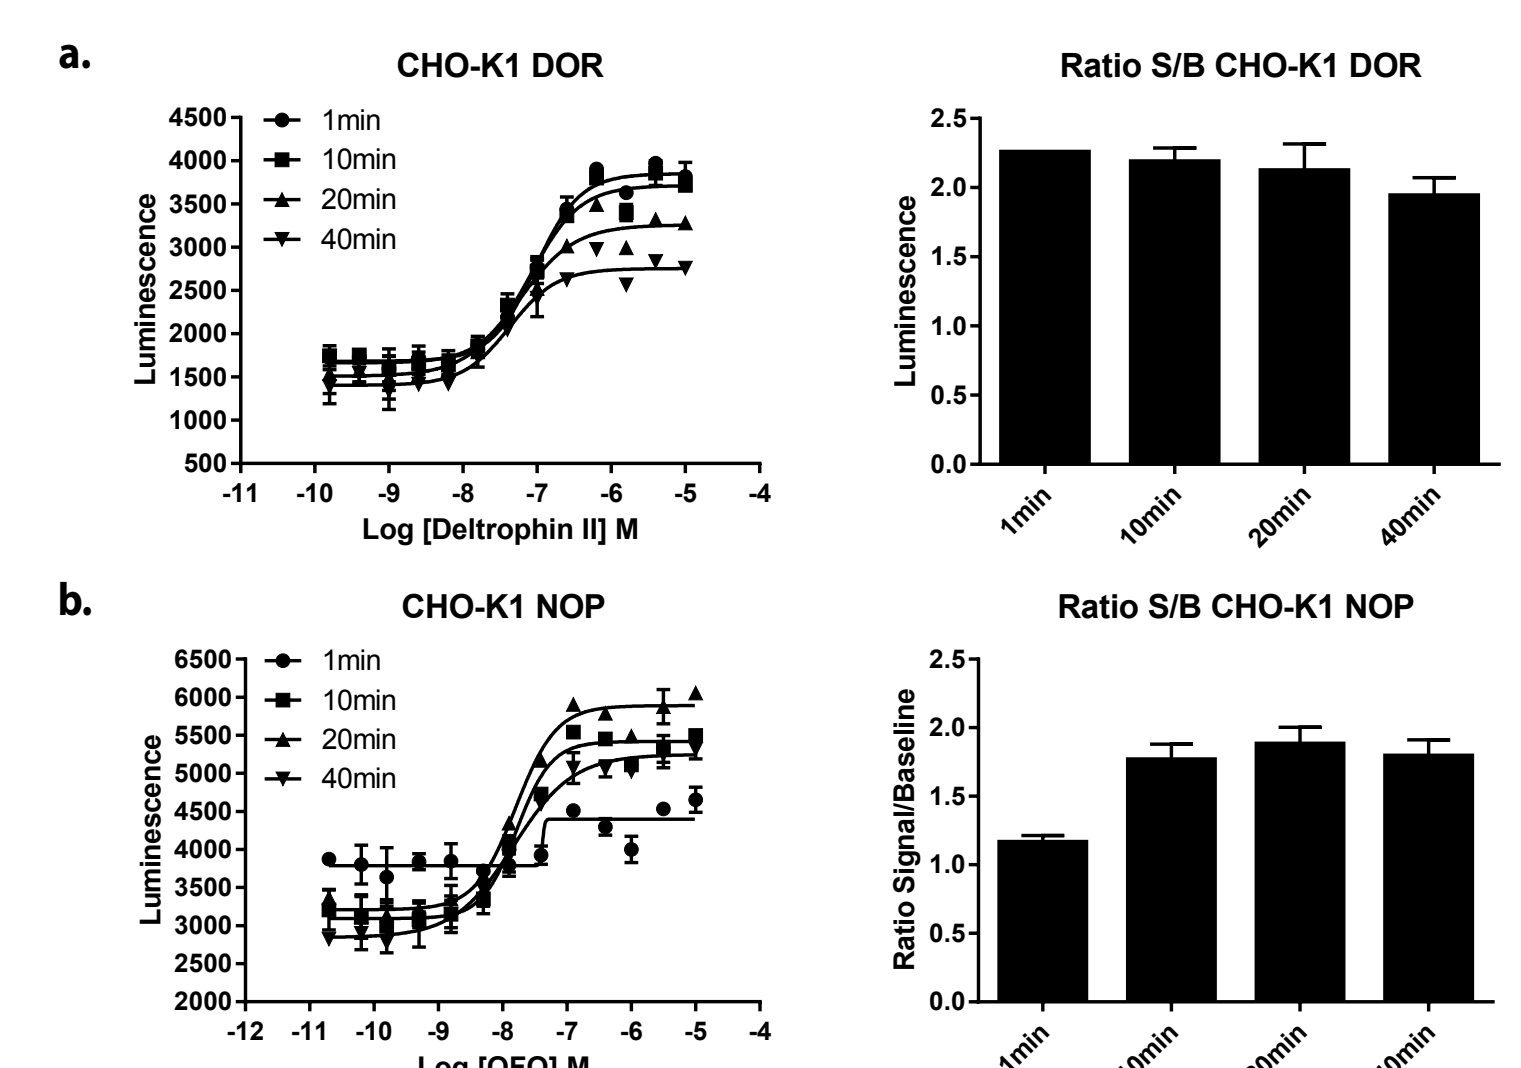 a.
CHO-K1 DOR
4500
4000
3500
3000
2500
2000
1500
1000
500
Luminescence
1min
10min
20min
40min
-11 -10 -9 -8 -7 -6 -5 -4
Log [Deltrophin II] M
Ratio S/B CHO-K1 DOR
2.5
2.0
1.5
1.0
0.5
0.0
Luminescence
1min 10min 20min 40min
b.
CHO-K1 NOP
6500
6000
5500
5000
4500
4000
3500
3000
2500
2000
Luminescence
1min
10min
20min
40min
-12 -11 -10 -9 -8 -7 -6 -5 -4
Log [OFQ] M
Ratio S/B CHO-K1 NOP
2.5
2.0
1.5
1.0
0.5
0.0
Ratio Signal/Baseline
1min